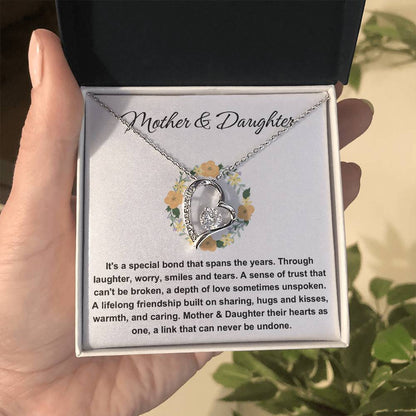 Mother & Daughter
It's a special bond that spans the years. Through
laughter, worry, smiles and tears. A sense of trust that
can't be broken, a depth of love sometimes unspoken.
A lifelong friendship built on sharing, hugs and kisses,
warmth, and caring. Mother & Daughter their hearts as
one, a link that can never be undone.